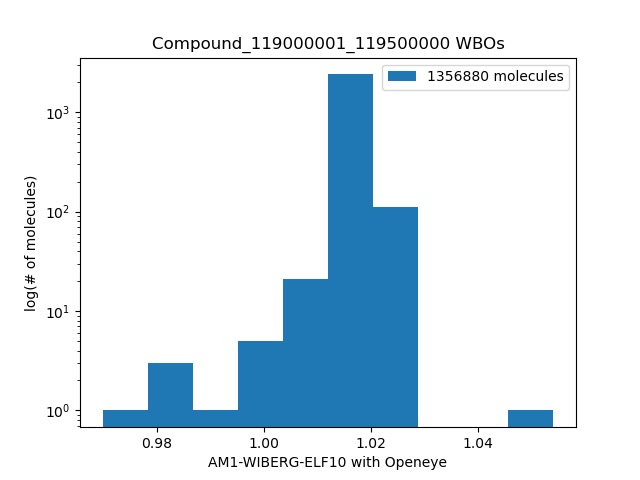 Compound_119000001_119500000 WBOs
1356880 molecules
log(# of molecules)
10³
10²
10¹
10⁰
0.98 1.00 1.02 1.04
AM1-WIBERG-ELF10 with Openeye